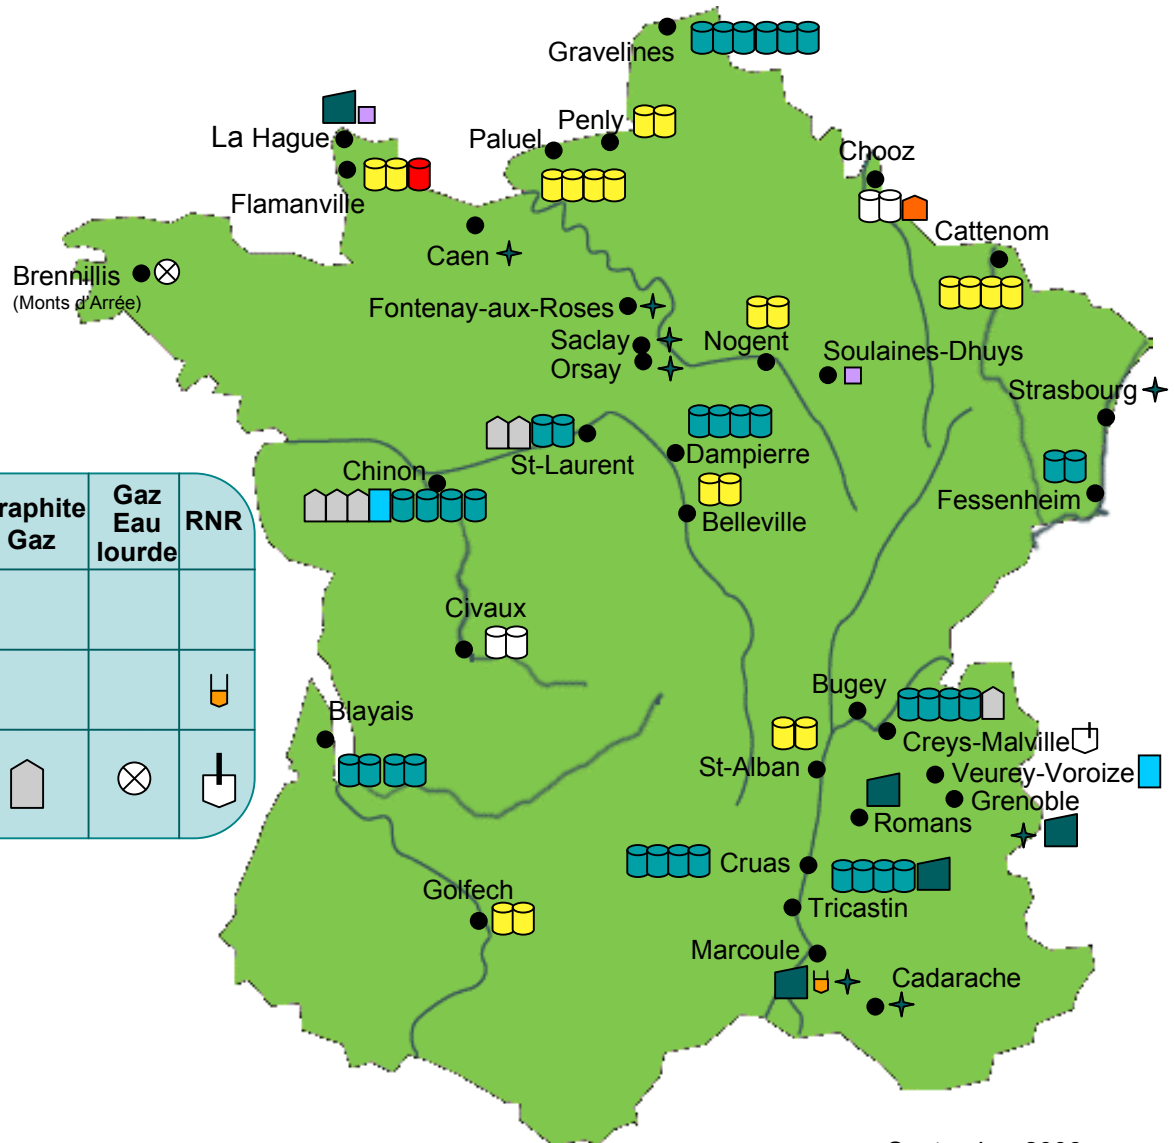 Gravelines
Penly
Paluel
La Hague
Chooz
Flamanville
Cattenom
Caen
Brennillis
(Monts d'Arrée)
Fontenay-aux-Roses
Saclay
Nogent
Soulaines-Dhuys
Orsay
Strasbourg
St-Laurent
Dampierre
Chinon
Fessenheim
Belleville
raphite
Gaz
Gaz
Eau
lourde
RNR
Civaux
Bugey
Blayais
Creys-Malville
St-Alban
Veurey-Voroize
Grenoble
Romans
Cruas
Golfech
Tricastin
Marcoule
Cadarache